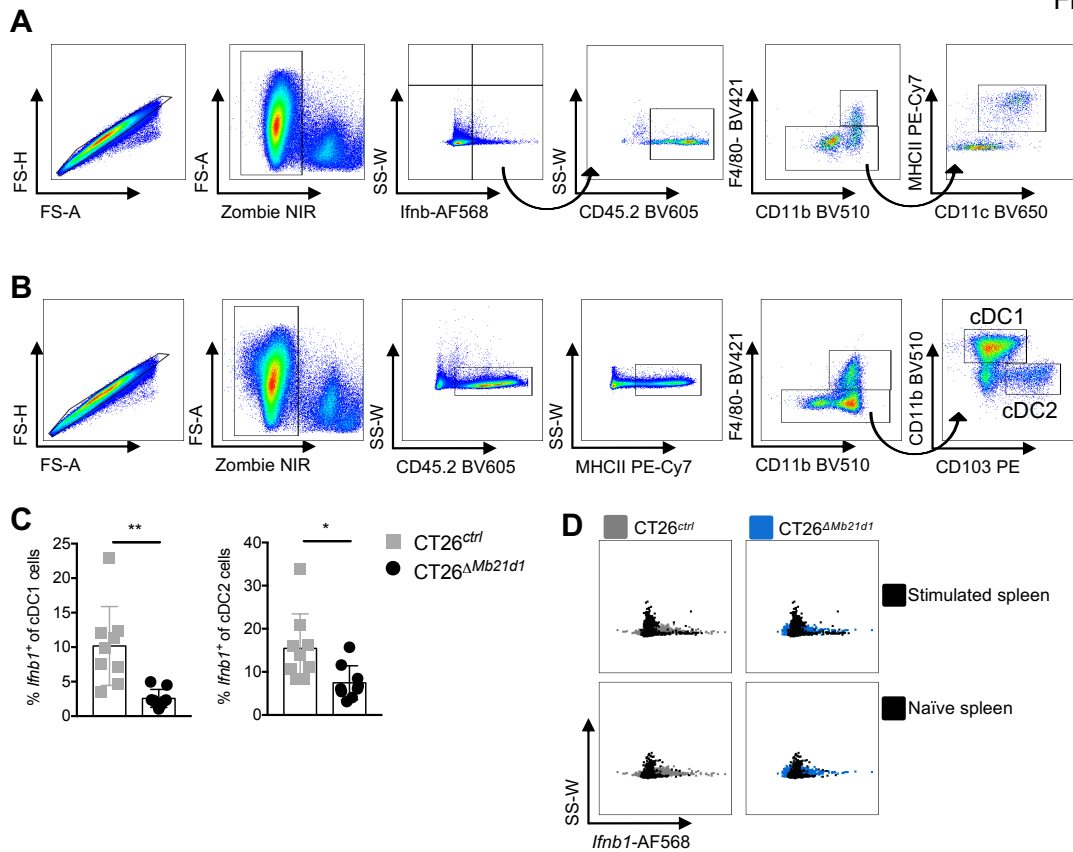 A
FS-H
FS-A
FS-A
Zombie NIR
SS-W
Ifnb-AF568
SS-W
CD45.2 BV605
F4/80- BV421
CD11b BV510
MHCII PE-Cy7
CD11c BV650
B
FS-H
FS-A
FS-A
Zombie NIR
SS-W
CD45.2 BV605
SS-W
MHCII PE-Cy7
F4/80- BV421
CD11b BV510
CD11b BV510
cDC1
cDC2
CD103 PE
C
% Ifnb1+ of cDC1 cells
25
20
15
10
5
0
**
% Ifnb1+ of cDC2 cells
40
30
20
10
0
*
CT26ctrl
CT26ΔMb21d1
D
CT26ctrl
CT26ΔMb21d1
Stimulated spleen
Naïve spleen
SS-W
Ifnb1-AF568